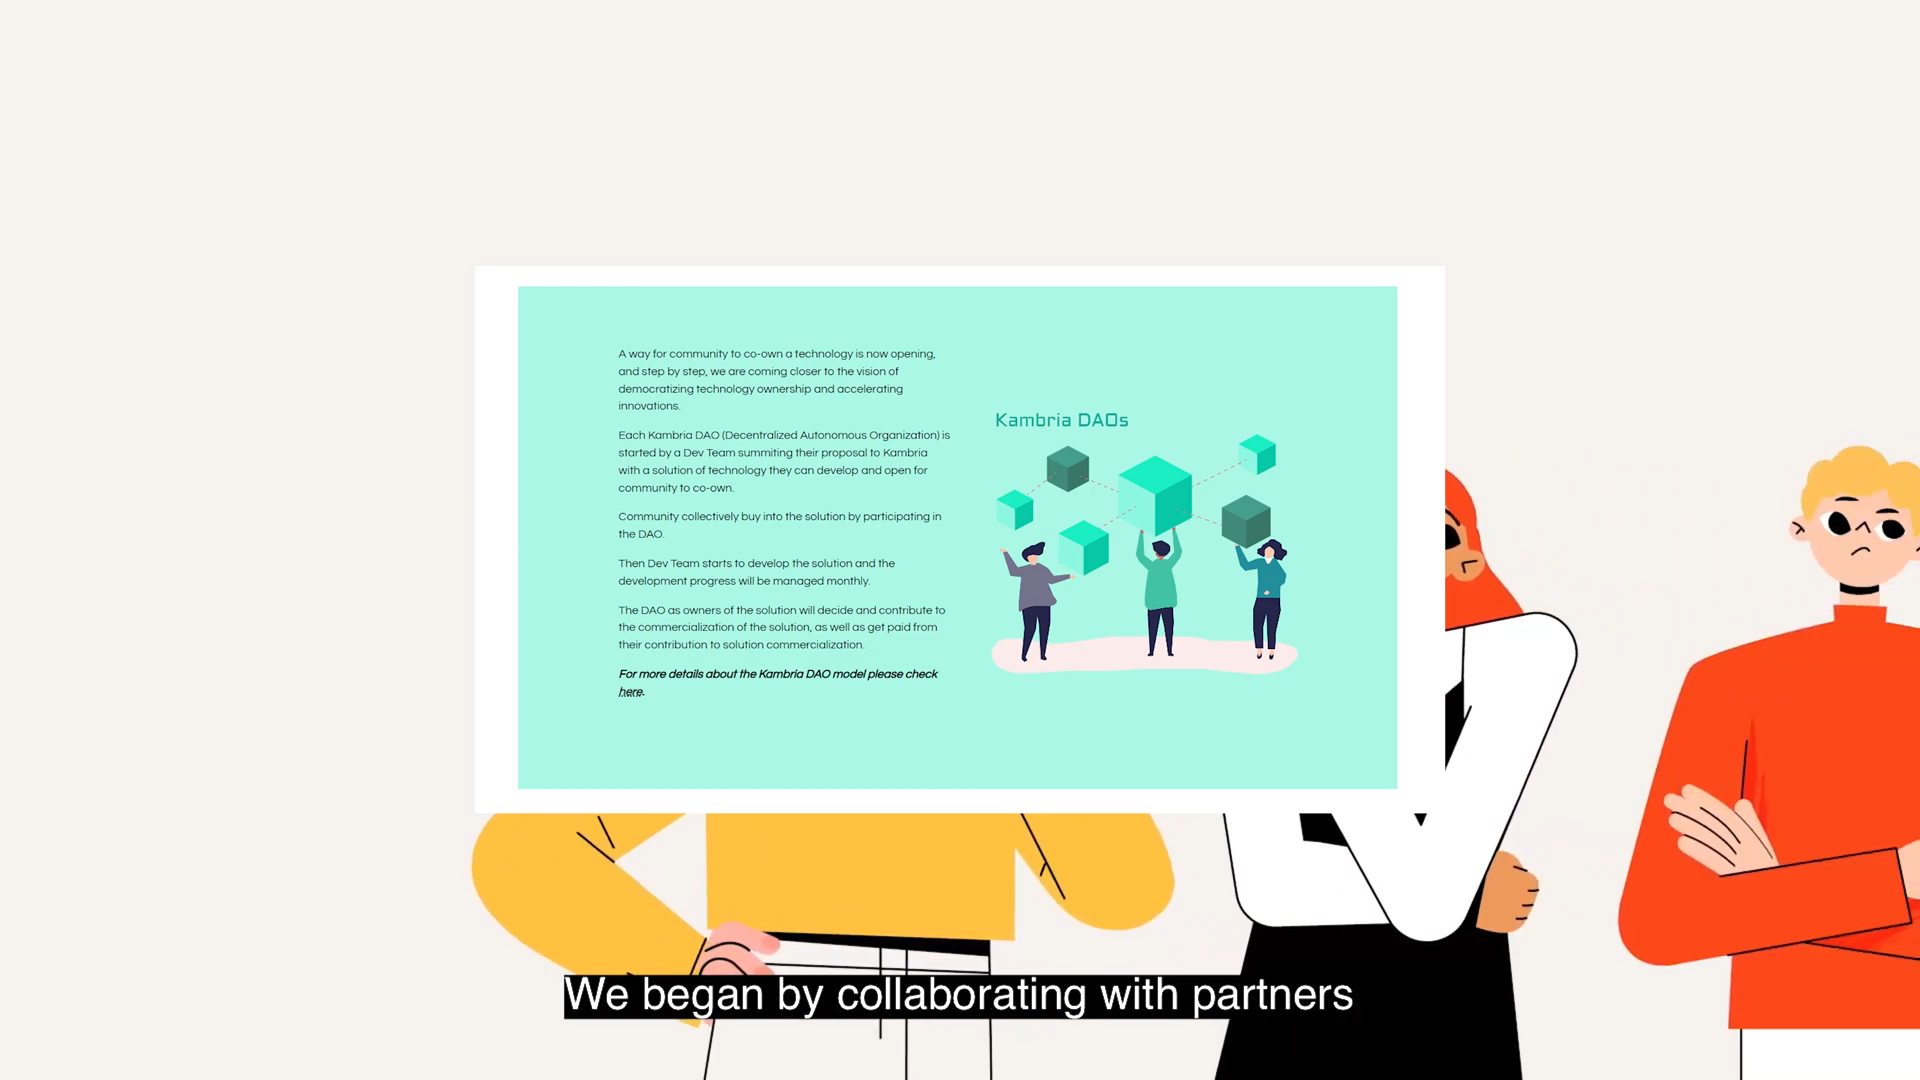 A way for community to co-own a technology is now opening,
and step by step, we are coming closer to the vision of
democratizing technology ownership and accelerating
innovations.
Each Kambria DAO (Decentralized Autonomous Organization) is
started by a Dev Team summiting their proposal to Kambria
with a solution of technology they can develop and open for
community to co-own.
Community collectively buy into the solution by participating in
the DAO.
Then Dev Team starts to develop the solution and the
development progress will be managed monthly.
The DAO as owners of the solution will decide and contribute to
the commercialization of the solution, as well as get paid from
their contribution to solution commercialization.
For more details about the Kambria DAO model please check
here.
Kambria DAOs
We began by collaborating with partners